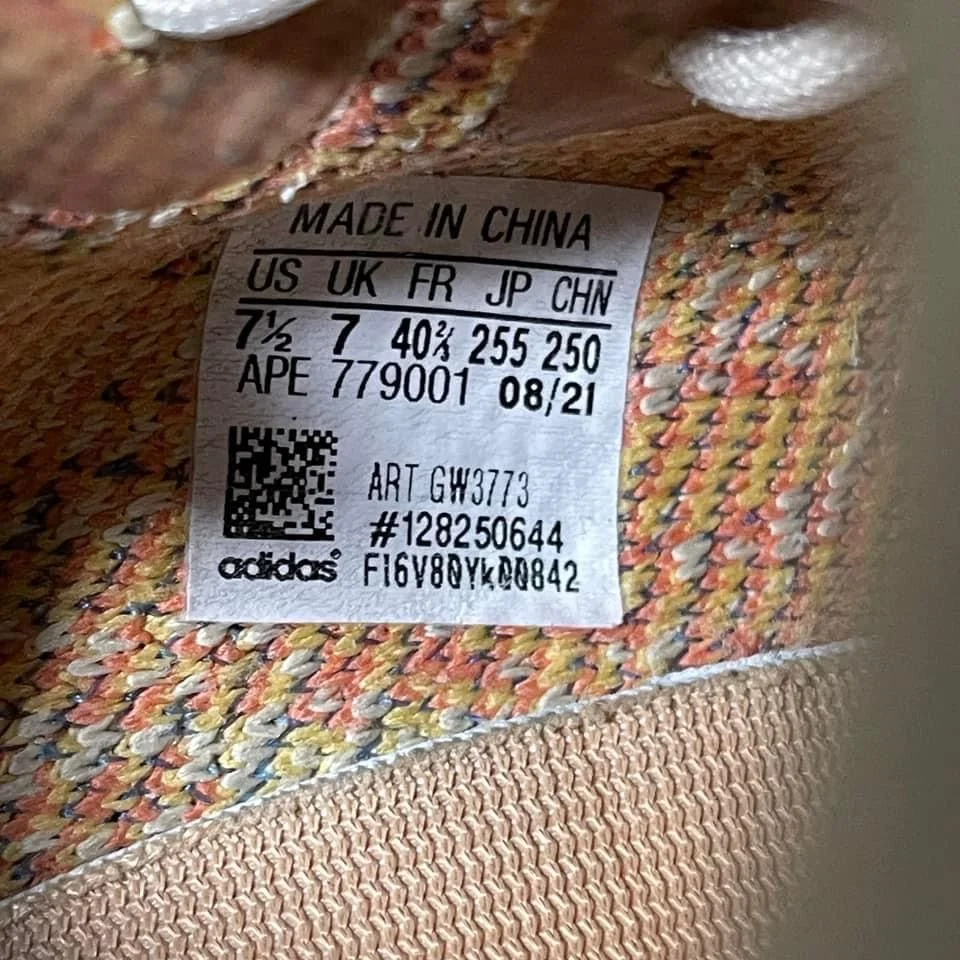 MADE IN CHINA
US UK FR JP CHN
7½ 7 40⅔ 255 250
APE 779001 08/21
ART GW3773
#128250644
adidas®